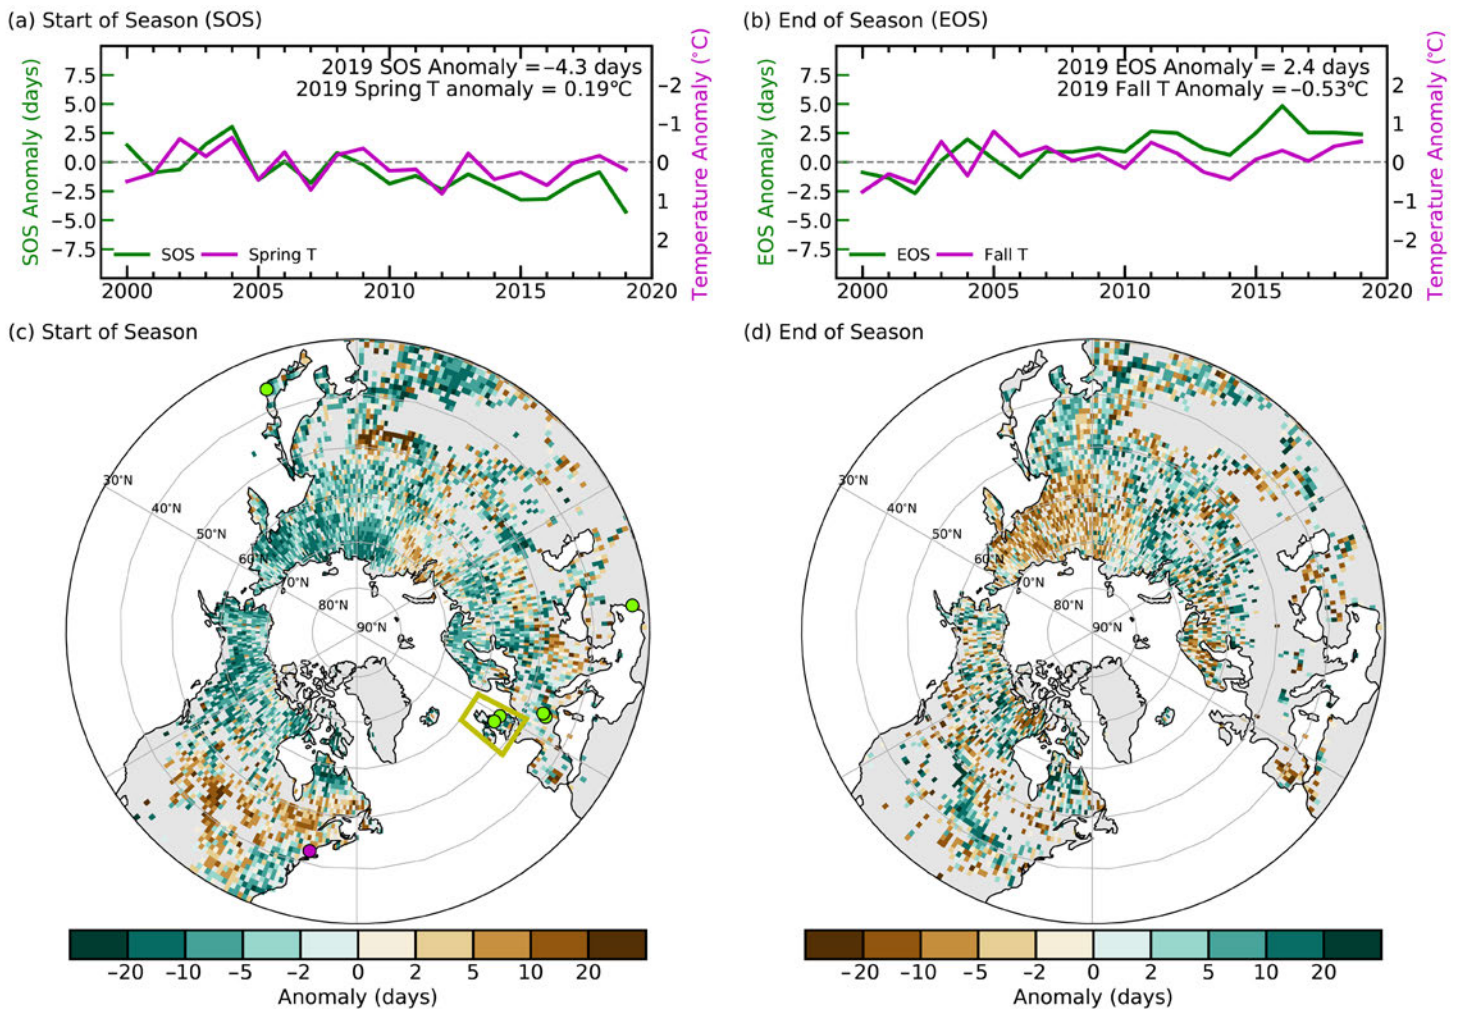 (a) Start of Season (SOS)
2019 SOS Anomaly =–4.3 days
2019 Spring T anomaly = 0.19°C
SOS Anomaly (days)
7.5
5.0
2.5
0.0
−2.5
−5.0
−7.5
SOS
Spring T
2000
2005
2010
2015
2020
−2
−1
0
1
2
Temperature Anomaly (°C)
(b) End of Season (EOS)
2019 EOS Anomaly = 2.4 days
2019 Fall T Anomaly =–0.53°C
EOS Anomaly (days)
7.5
5.0
2.5
0.0
−2.5
−5.0
−7.5
EOS
Fall T
2000
2005
2010
2015
2020
2
1
0
−1
−2
Temperature Anomaly (°C)
(c) Start of Season
30°N
40°N
50°N
60°N
70°N
80°N
90°N
−20
−10
−5
−2
0
2
5
10
20
Anomaly (days)
(d) End of Season
30°N
40°N
50°N
60°N
70°N
80°N
90°N
−20
−10
−5
−2
0
2
5
10
20
Anomaly (days)